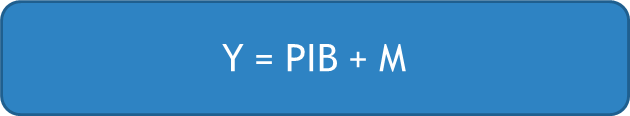 Y = PIB + M